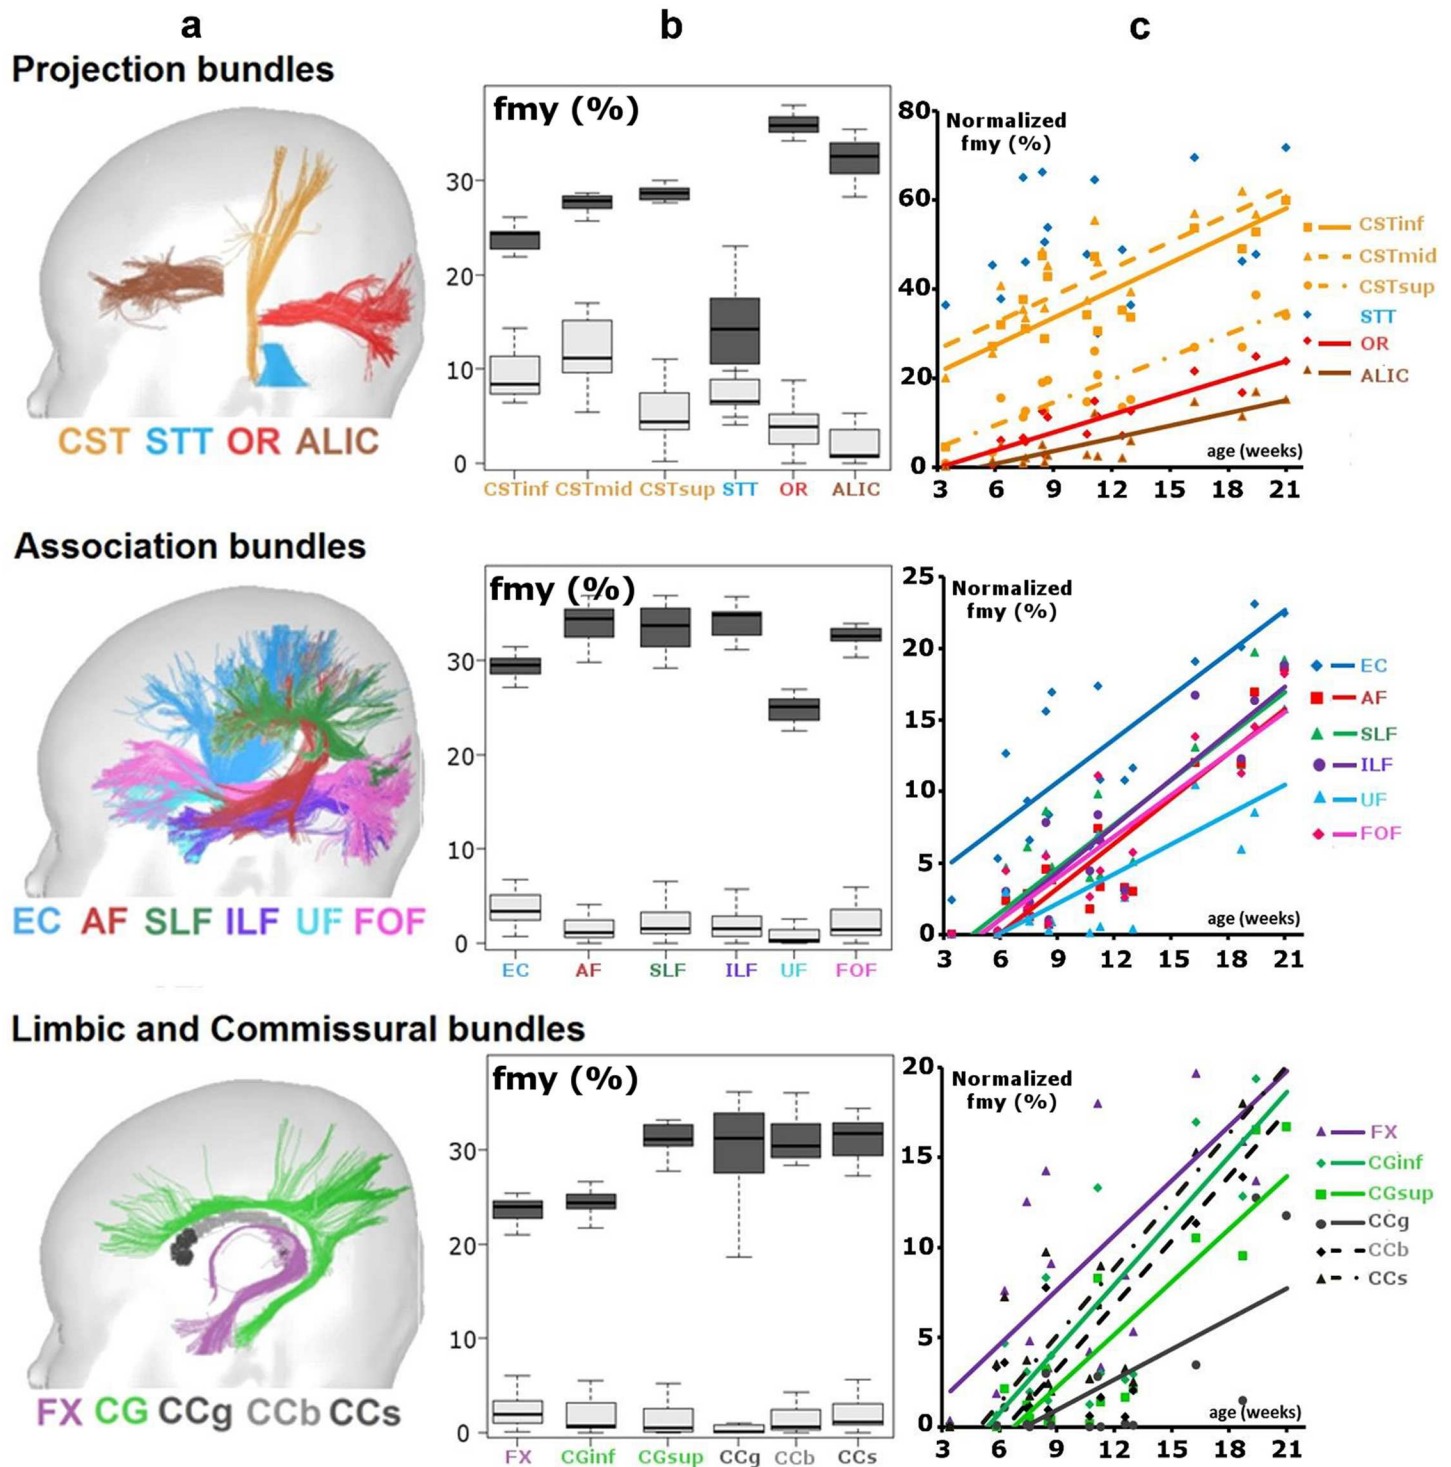 a b c
Projection bundles
CST STT OR ALIC
fmy (%)
30
20
10
0
CSTinf CSTmid CSTsup STT OR ALIC
80
60
40
20
0
Normalized
fmy (%)
age (weeks)
3 6 9 12 15 18 21
CSTinf
CSTmid
CSTsup
STT
OR
ALIC
Association bundles
EC AF SLF ILF UF FOF
fmy (%)
30
20
10
0
EC AF SLF ILF UF FOF
25
20
15
10
5
0
Normalized
fmy (%)
age (weeks)
3 6 9 12 15 18 21
EC
AF
SLF
ILF
UF
FOF
Limbic and Commissural bundles
FX CG CCg CCb CCs
fmy (%)
30
20
10
0
FX CGinf CGsup CCg CCb CCs
20
15
10
5
0
Normalized
fmy (%)
age (weeks)
3 6 9 12 15 18 21
FX
CGinf
CGsup
CCg
CCb
CCs